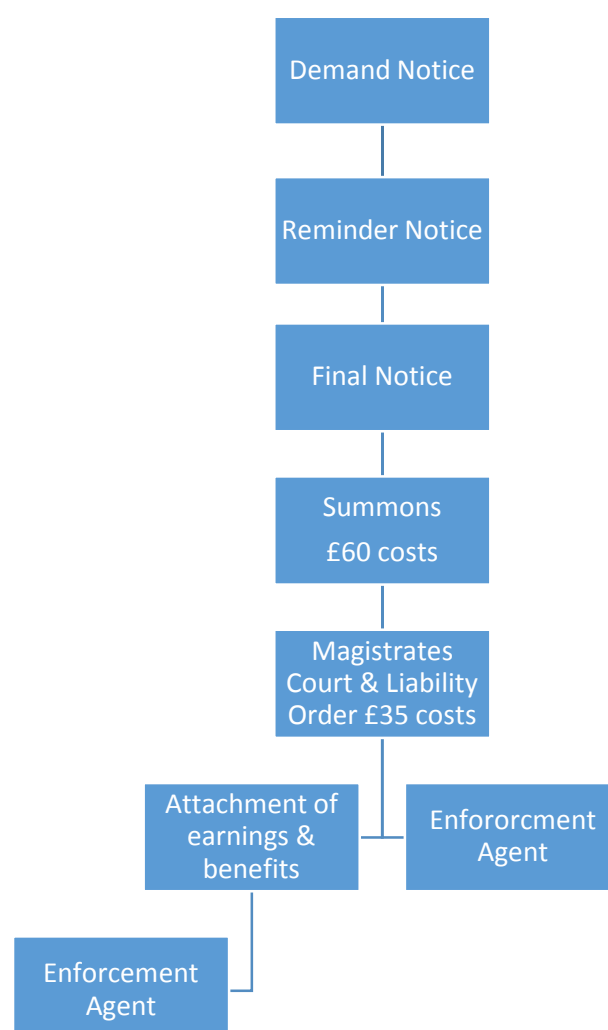 Demand Notice
Reminder Notice
Final Notice
Summons
£60 costs
Magistrates
Court & Liability
Order £35 costs
Attachment of
earnings &
benefits
Enfororcment
Agent
Enforcement
Agent